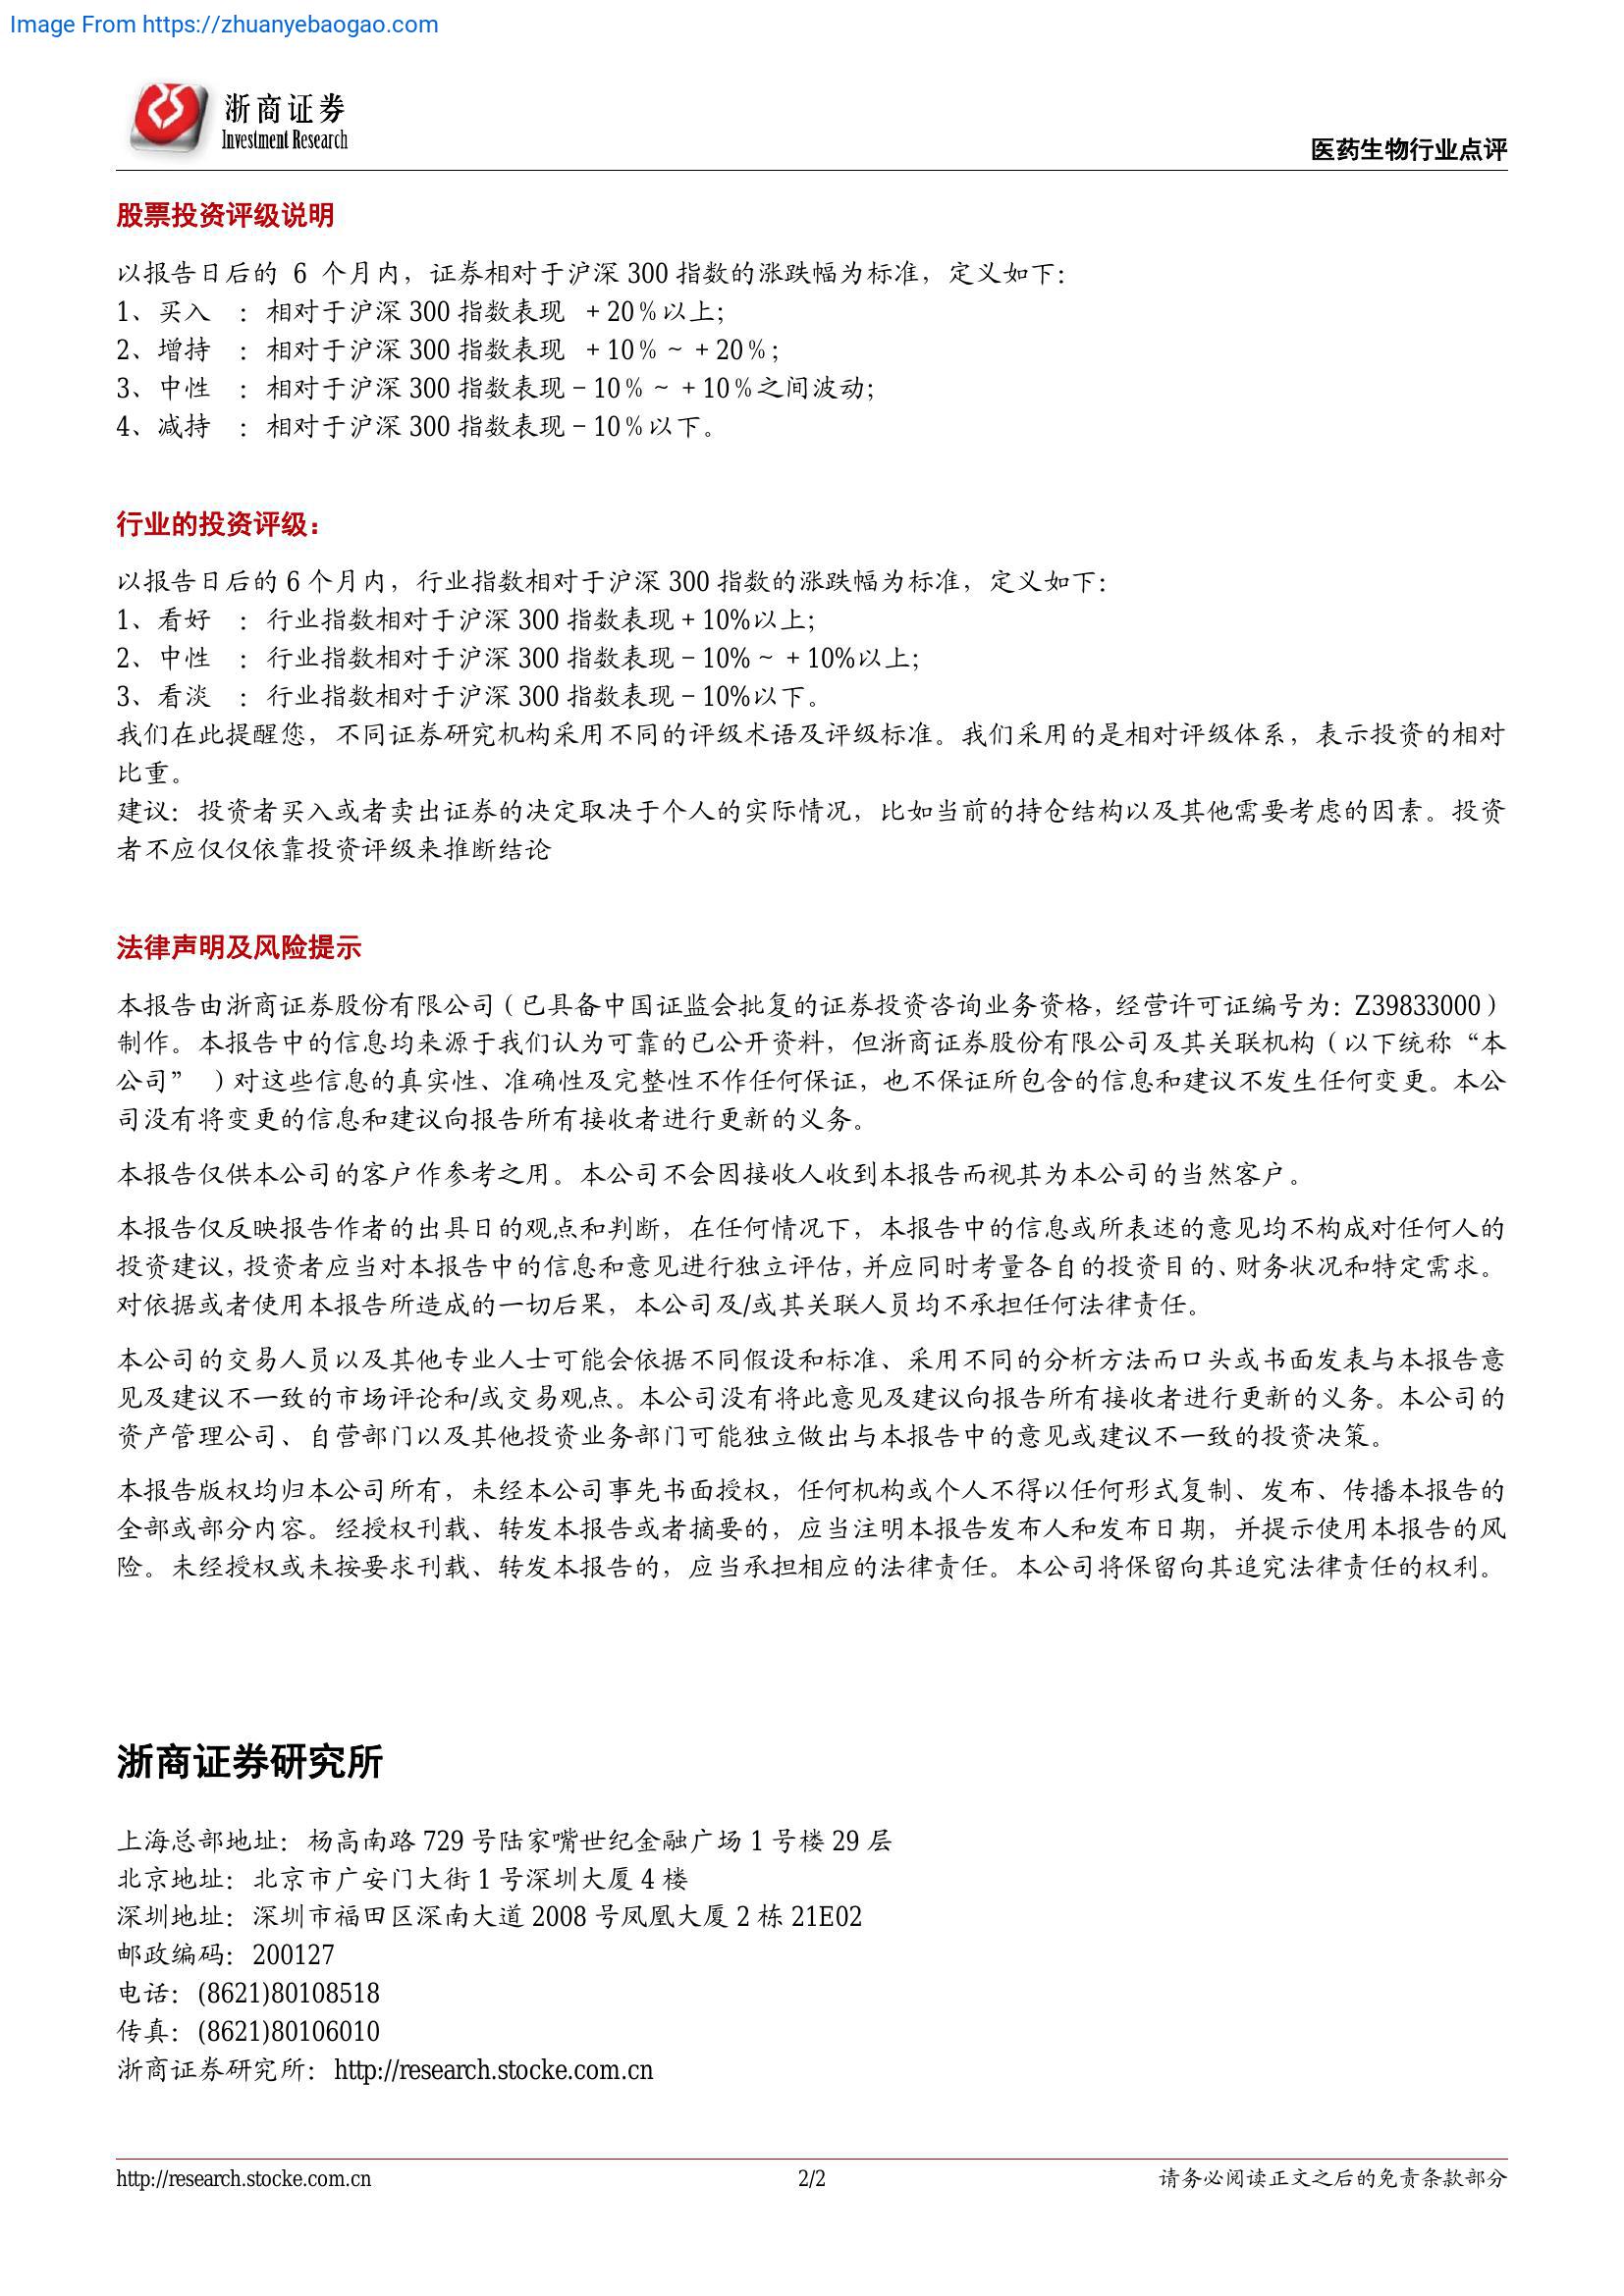 Image From https://zhuanyebaogao.com
浙商证券
Investment Research
医药生物行业点评
股票投资评级说明
以报告日后的 6 个月内，证券相对于沪深 300 指数的涨跌幅为标准，定义如下：
1、买入 ：相对于沪深 300 指数表现 ＋20％以上；
2、增持 ：相对于沪深 300 指数表现 ＋10％～＋20％；
3、中性 ：相对于沪深 300 指数表现－10％～＋10％之间波动；
4、减持 ：相对于沪深 300 指数表现－10％以下。
行业的投资评级：
以报告日后的 6 个月内，行业指数相对于沪深 300 指数的涨跌幅为标准，定义如下：
1、看好 ：行业指数相对于沪深 300 指数表现＋10%以上；
2、中性 ：行业指数相对于沪深 300 指数表现－10%～＋10%以上；
3、看淡 ：行业指数相对于沪深 300 指数表现－10%以下。
我们在此提醒您，不同证券研究机构采用不同的评级术语及评级标准。我们采用的是相对评级体系，表示投资的相对
比重。
建议：投资者买入或者卖出证券的决定取决于个人的实际情况，比如当前的持仓结构以及其他需要考虑的因素。投资
者不应仅仅依靠投资评级来推断结论
法律声明及风险提示
本报告由浙商证券股份有限公司（已具备中国证监会批复的证券投资咨询业务资格，经营许可证编号为：Z39833000）
制作。本报告中的信息均来源于我们认为可靠的已公开资料，但浙商证券股份有限公司及其关联机构（以下统称“本
公司” ）对这些信息的真实性、准确性及完整性不作任何保证，也不保证所包含的信息和建议不发生任何变更。本公
司没有将变更的信息和建议向报告所有接收者进行更新的义务。
本报告仅供本公司的客户作参考之用。本公司不会因接收人收到本报告而视其为本公司的当然客户。
本报告仅反映报告作者的出具日的观点和判断，在任何情况下，本报告中的信息或所表述的意见均不构成对任何人的
投资建议，投资者应当对本报告中的信息和意见进行独立评估，并应同时考量各自的投资目的、财务状况和特定需求。
对依据或者使用本报告所造成的一切后果，本公司及/或其关联人员均不承担任何法律责任。
本公司的交易人员以及其他专业人士可能会依据不同假设和标准、采用不同的分析方法而口头或书面发表与本报告意
见及建议不一致的市场评论和/或交易观点。本公司没有将此意见及建议向报告所有接收者进行更新的义务。本公司的
资产管理公司、自营部门以及其他投资业务部门可能独立做出与本报告中的意见或建议不一致的投资决策。
本报告版权均归本公司所有，未经本公司事先书面授权，任何机构或个人不得以任何形式复制、发布、传播本报告的
全部或部分内容。经授权刊载、转发本报告或者摘要的，应当注明本报告发布人和发布日期，并提示使用本报告的风
险。未经授权或未按要求刊载、转发本报告的，应当承担相应的法律责任。本公司将保留向其追究法律责任的权利。
浙商证券研究所
上海总部地址：杨高南路 729 号陆家嘴世纪金融广场 1 号楼 29 层
北京地址：北京市广安门大街 1 号深圳大厦 4 楼
深圳地址：深圳市福田区深南大道 2008 号凤凰大厦 2 栋 21E02
邮政编码：200127
电话：(8621)80108518
传真：(8621)80106010
浙商证券研究所：http://research.stocke.com.cn
http://research.stocke.com.cn
2/2
请务必阅读正文之后的免责条款部分